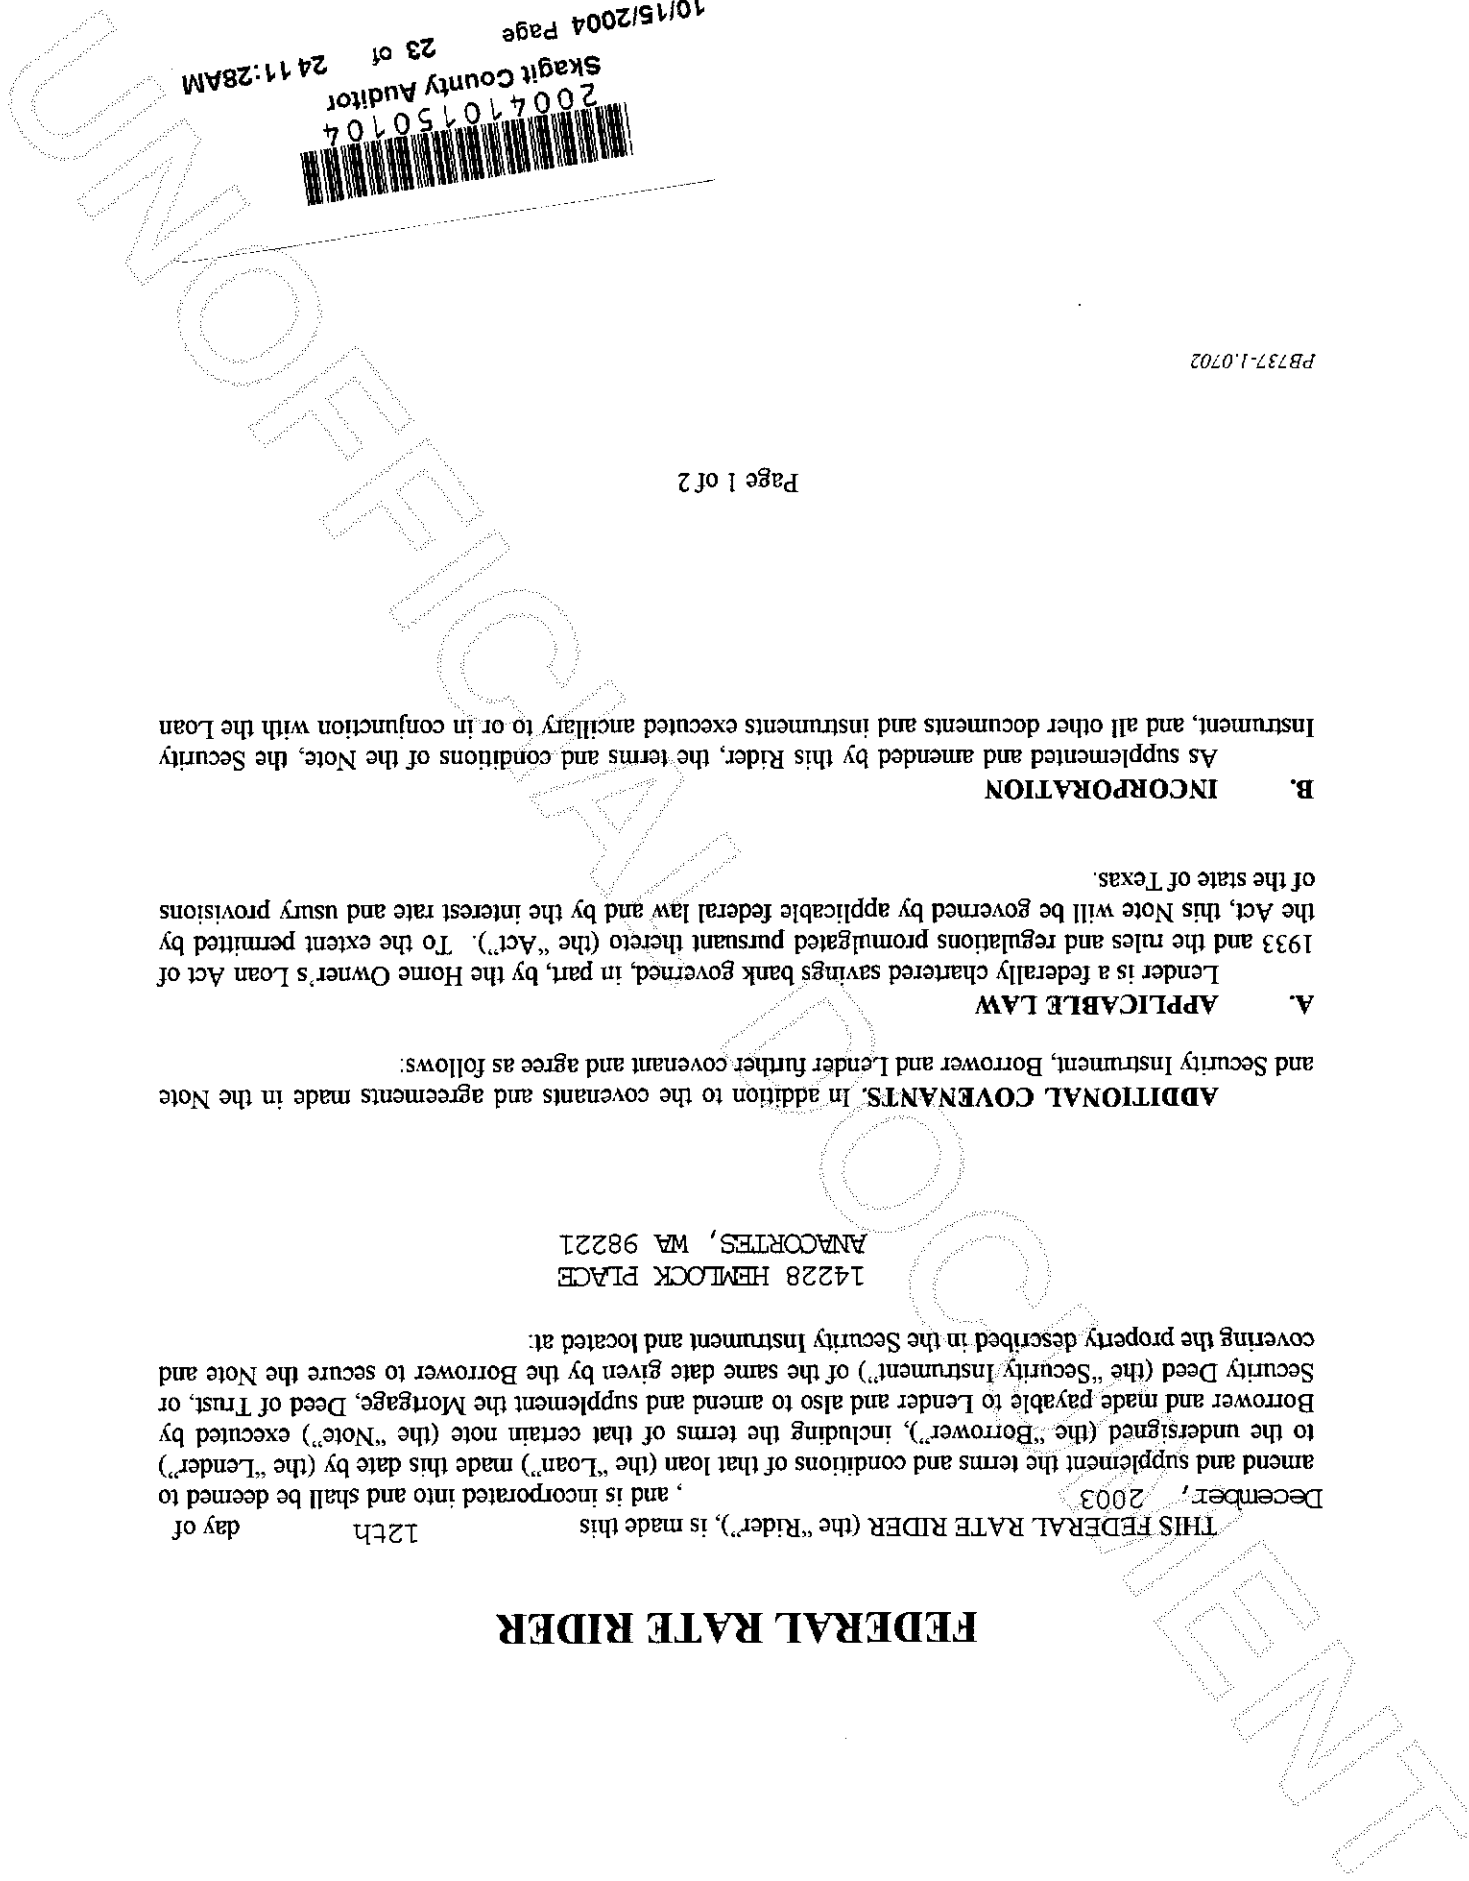 FEDERAL RATE RIDER
THIS FEDERAL RATE RIDER (the “Rider”), is made this 12th day of
December, 2003 , and is incorporated into and shall be deemed to
amend and supplement the terms and conditions of that loan (the “Loan”) made this date by (the “Lender”)
to the undersigned (the “Borrower”), including the terms of that certain note (the “Note”) executed by
Borrower and made payable to Lender and also to amend and supplement the Mortgage, Deed of Trust, or
Security Deed (the “Security Instrument”) of the same date given by the Borrower to secure the Note and
covering the property described in the Security Instrument and located at:
14228 HEMLOCK PLACE
ANACORTES, WA 98221
ADDITIONAL COVENANTS. In addition to the covenants and agreements made in the Note
and Security Instrument, Borrower and Lender further covenant and agree as follows:
A. APPLICABLE LAW
Lender is a federally chartered savings bank governed, in part, by the Home Owner’s Loan Act of
1933 and the rules and regulations promulgated pursuant thereto (the “Act”). To the extent permitted by
the Act, this Note will be governed by applicable federal law and by the interest rate and usury provisions
of the state of Texas.
B. INCORPORATION
As supplemented and amended by this Rider, the terms and conditions of the Note, the Security
Instrument, and all other documents and instruments executed ancillary to or in conjunction with the Loan
Page 1 of 2
PB737-1.0702
200410150104
Skagit County Auditor
10/15/2004 Page 23 of 24 11:28AM
UNOFFICIAL DOCUMENT